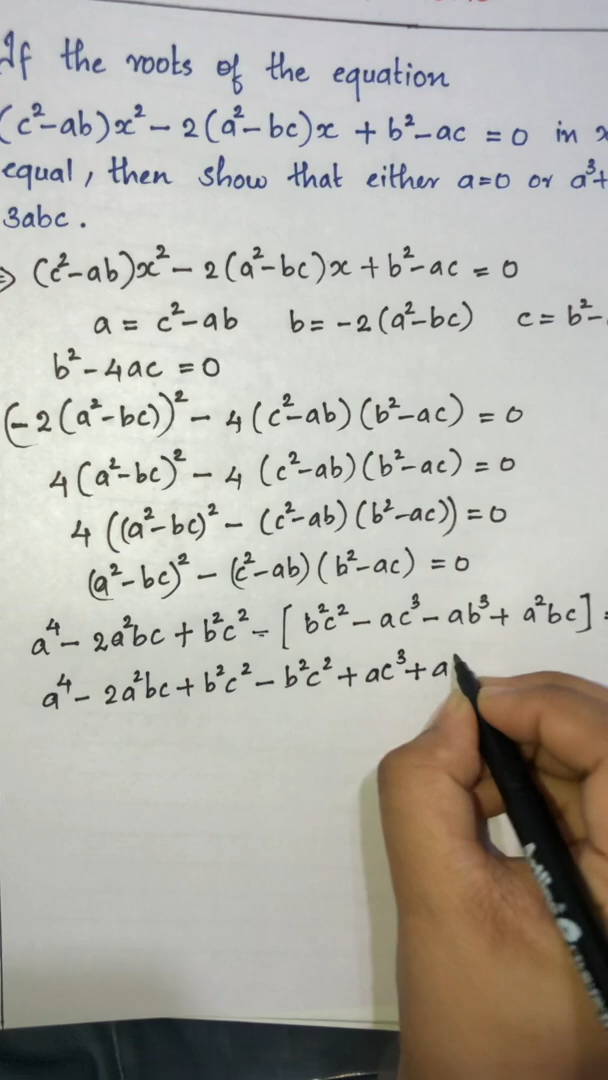 If the roots of the equation
(c²-ab)x² - 2(a²-bc)x + b²-ac = 0 in
equal, then show that either a=0 or a³+
3abc.
⇒ (c²-ab)x² - 2(a²-bc)x + b²-ac = 0
a = c²-ab b = -2(a²-bc) c = b²-
b²-4ac = 0
(-2(a²-bc))² - 4(c²-ab)(b²-ac) = 0
4(a²-bc)² - 4(c²-ab)(b²-ac) = 0
4((a²-bc)² - (c²-ab)(b²-ac)) = 0
(a²-bc)² - (c²-ab)(b²-ac) = 0
a⁴ - 2a²bc + b²c² - [b²c² - ac³ - ab³ + a²bc] =
a⁴ - 2a²bc + b²c² - b²c² + ac³ + a